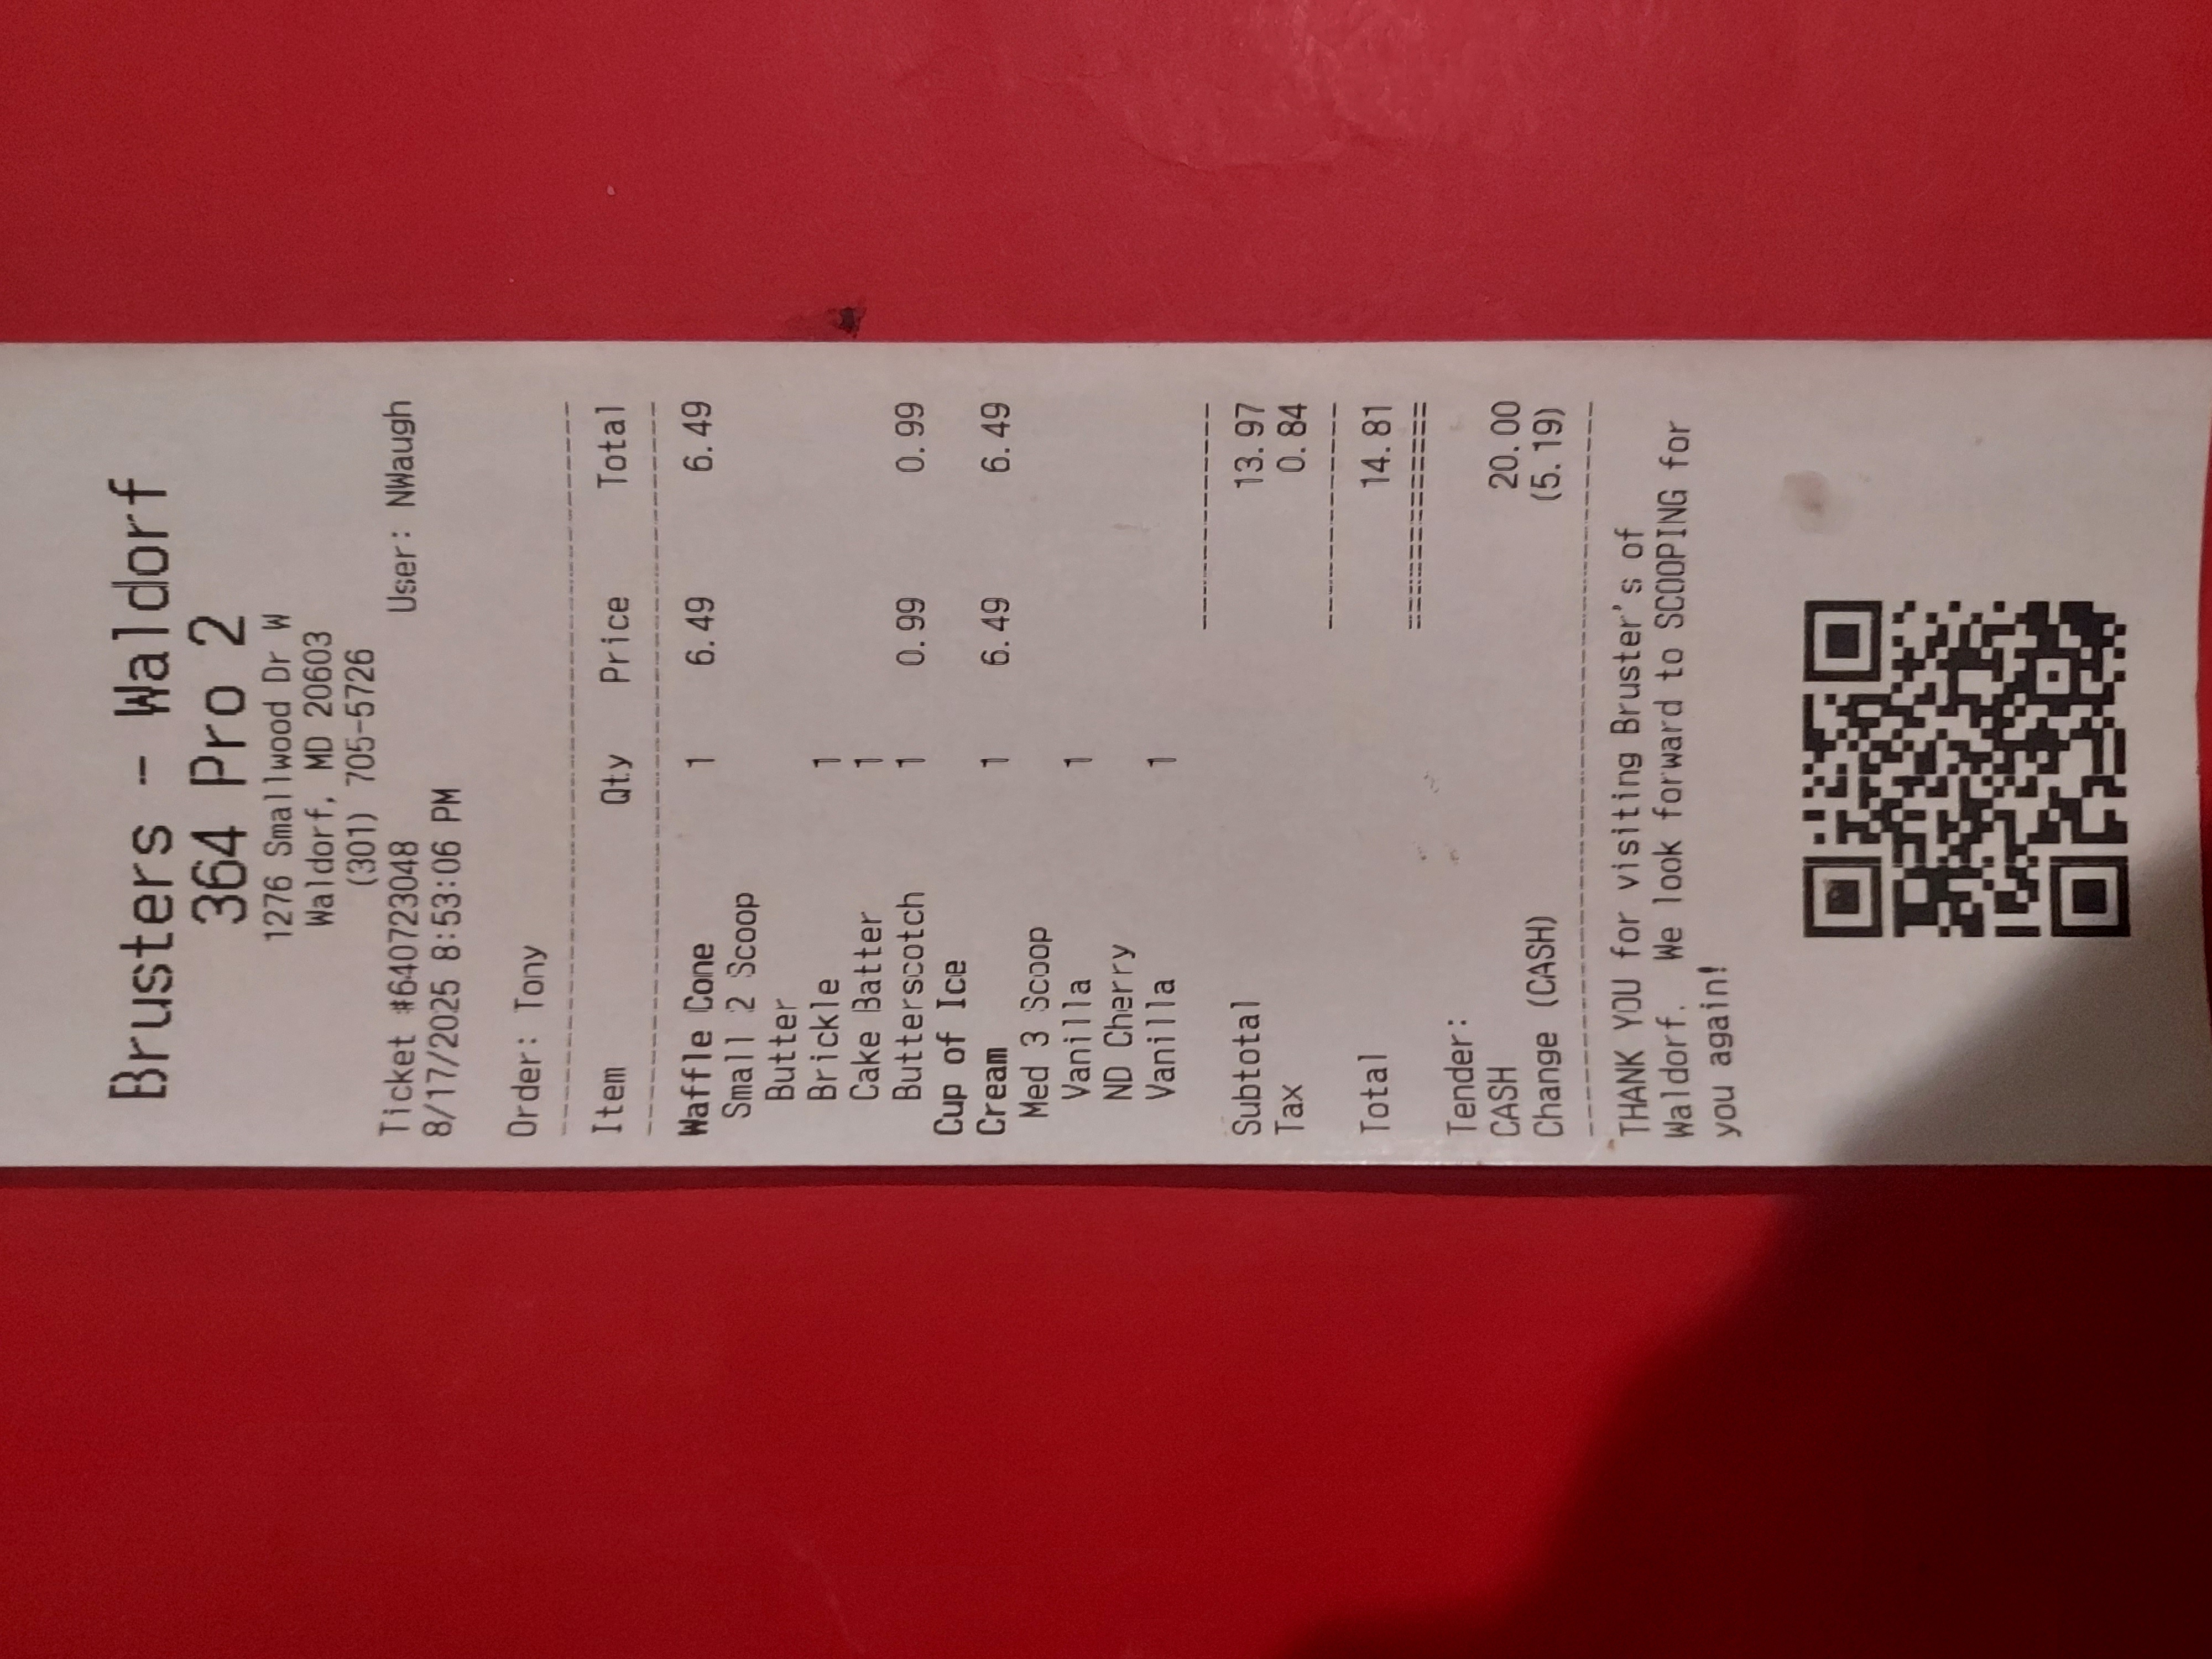 Brusters - Waldorf
364 Pro 2
1276 Smallwood Dr W
Waldorf, MD 20603
(301) 705-5726
Ticket #640723048 User: NWaugh
8/17/2025 8:53:06 PM
Order: Tony
Item Qty Price Total
Waffle Cone 1 6.49 6.49
Small 2 Scoop
Butter
Brickle 1
Cake Batter 1
Butterscotch 1 0.99 0.99
Cup of Ice
Cream 1 6.49 6.49
Med 3 Scoop
Vanilla 1
ND Cherry
Vanilla 1
Subtotal 13.97
Tax 0.84
Total 14.81
Tender:
CASH 20.00
Change (CASH) (5.19)
THANK YOU for visiting Bruster's of
Waldorf. We look forward to SCOOPING for
you again!